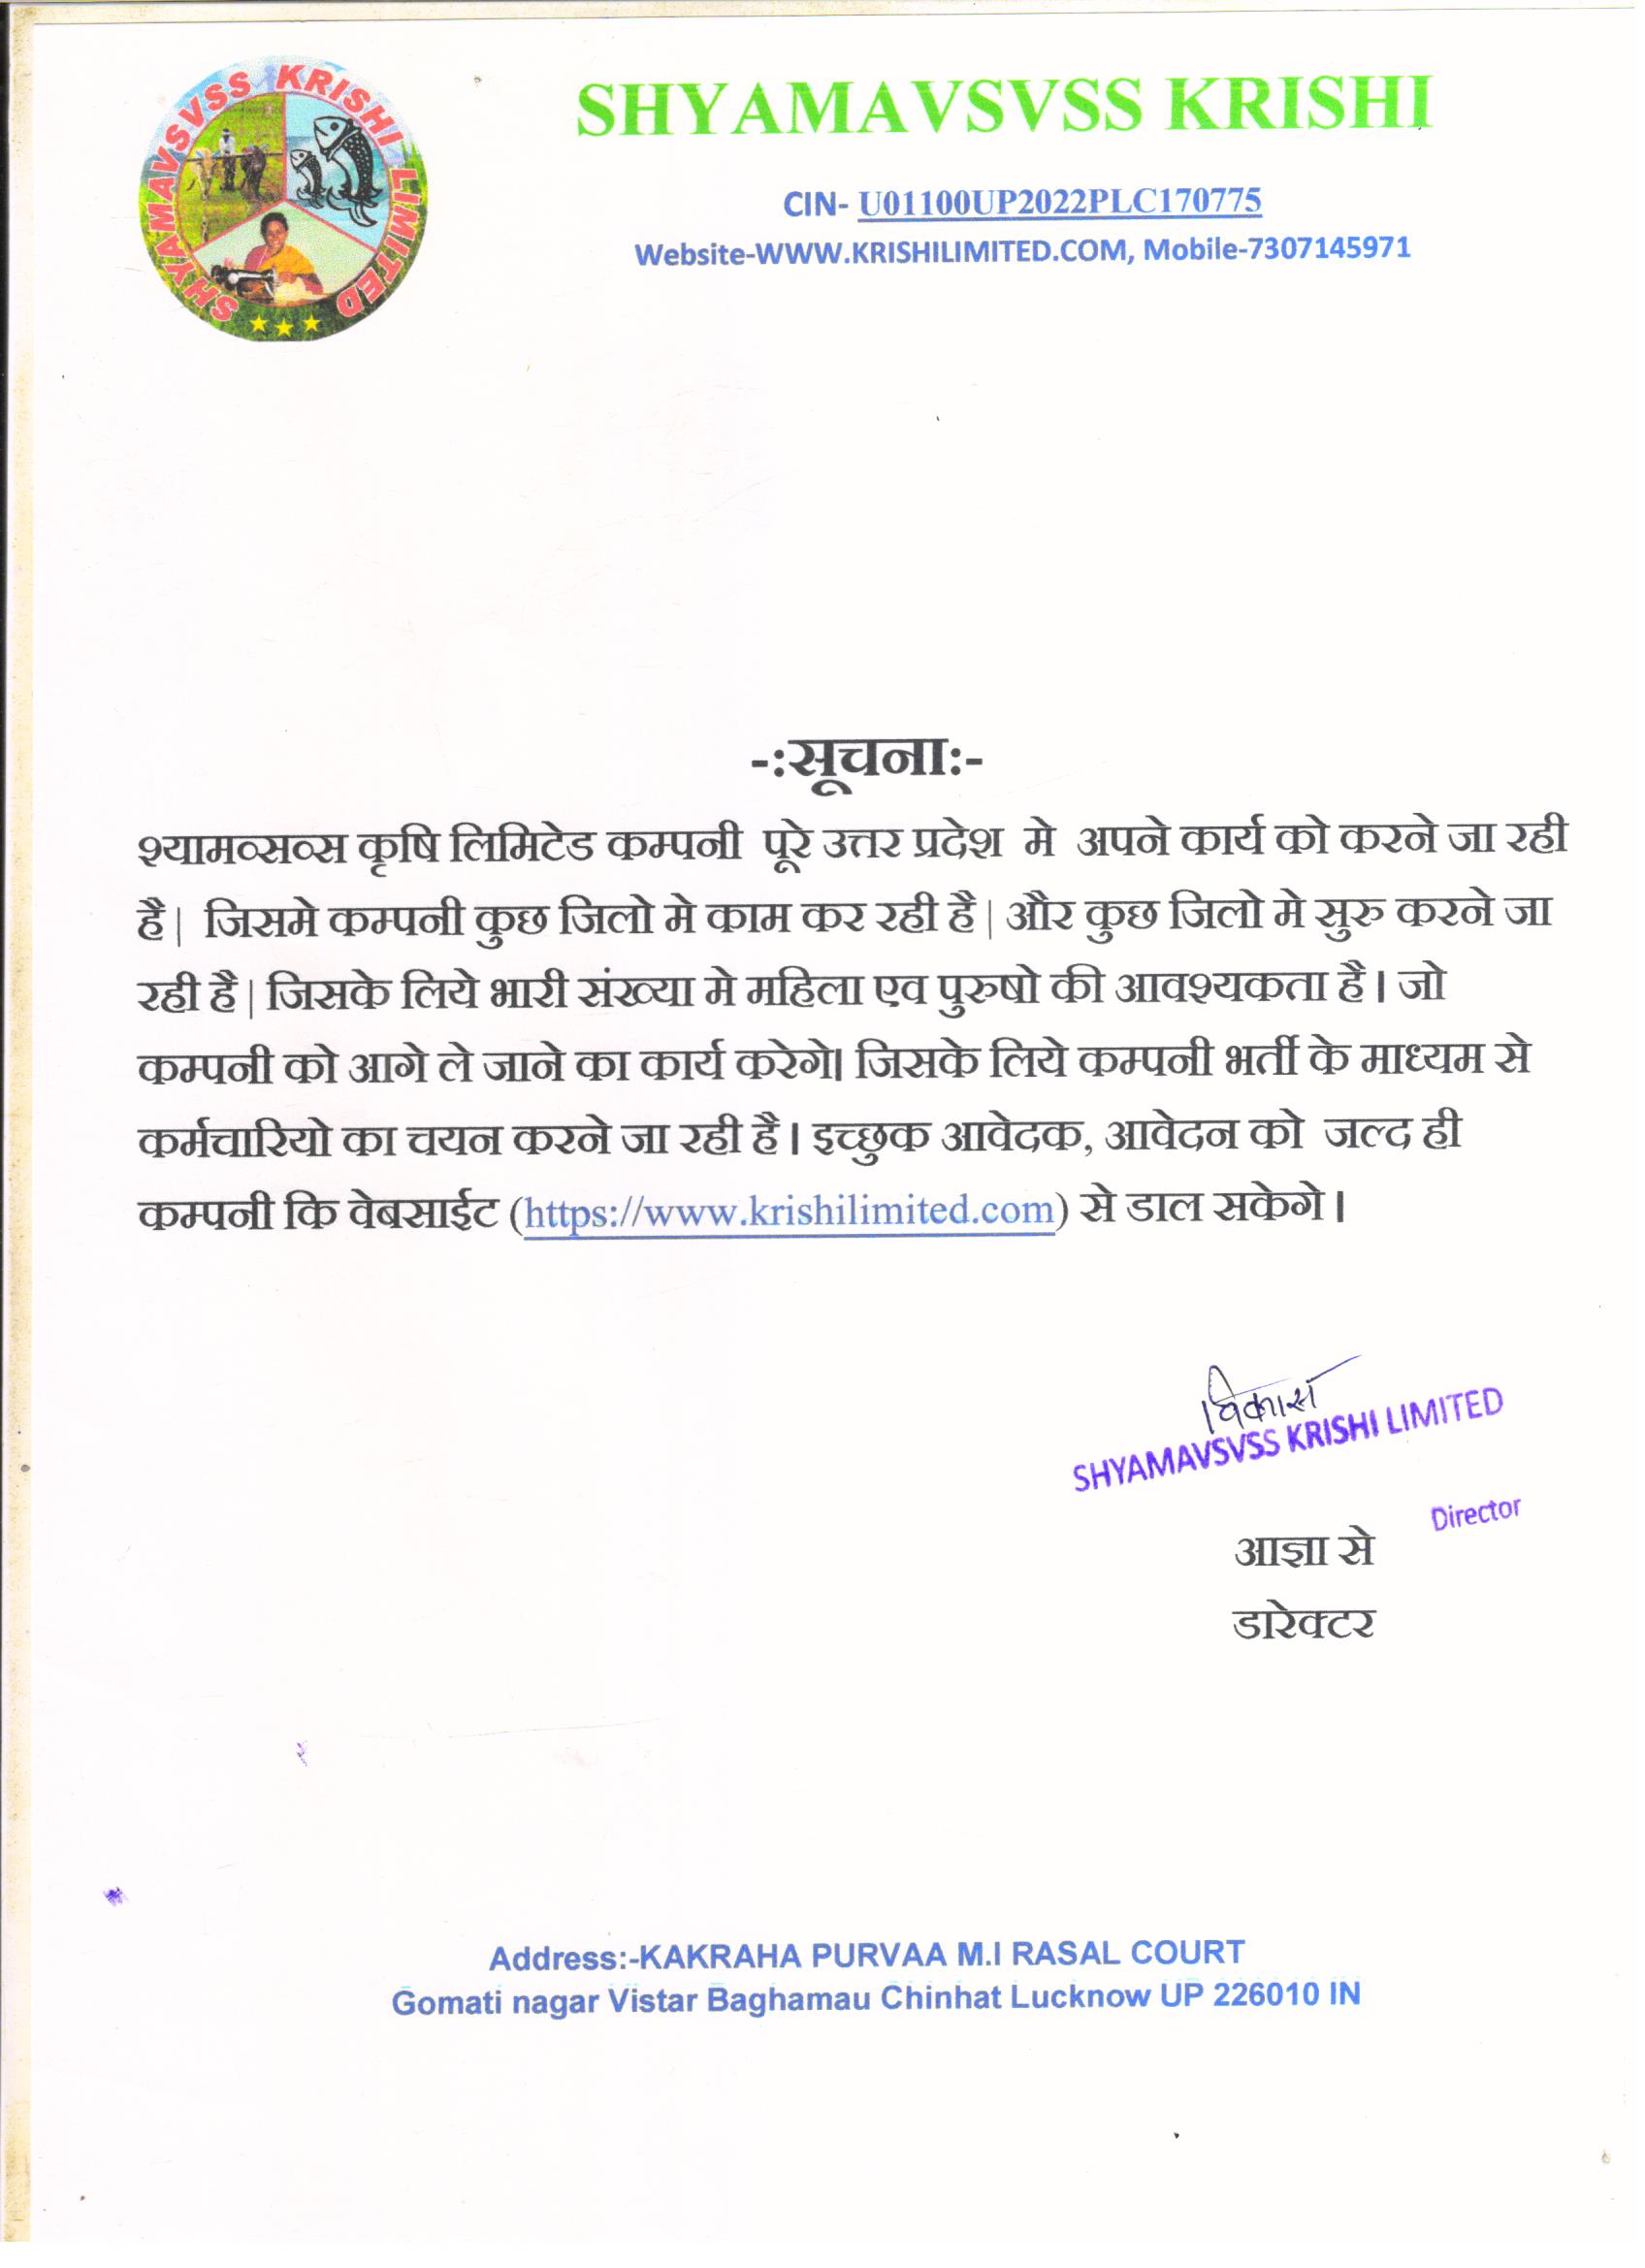 SHYAMAVSVSS KRISHI LIMITED
SHYAMAVSVSS KRISHI
CIN- U01100UP2022PLC170775
Website-WWW.KRISHILIMITED.COM, Mobile-7307145971
-:सूचना:-
श्यामव्सव्स कृषि लिमिटेड कम्पनी पूरे उत्तर प्रदेश मे अपने कार्य को करने जा रही
है| जिसमे कम्पनी कुछ जिलो मे काम कर रही है| और कुछ जिलो मे सुरु करने जा
रही है| जिसके लिये भारी संख्या मे महिला एव पुरुषो की आवश्यकता है। जो
कम्पनी को आगे ले जाने का कार्य करेगे। जिसके लिये कम्पनी भर्ती के माध्यम से
कर्मचारियो का चयन करने जा रही है। इच्छुक आवेदक, आवेदन को जल्द ही
कम्पनी कि वेबसाईट (https://www.krishilimited.com) से डाल सकेगे।
विकास
SHYAMAVSVSS KRISHI LIMITED
Director
आज्ञा से
डारेक्टर
Address:-KAKRAHA PURVAA M.I RASAL COURT
Gomati nagar Vistar Baghamau Chinhat Lucknow UP 226010 IN